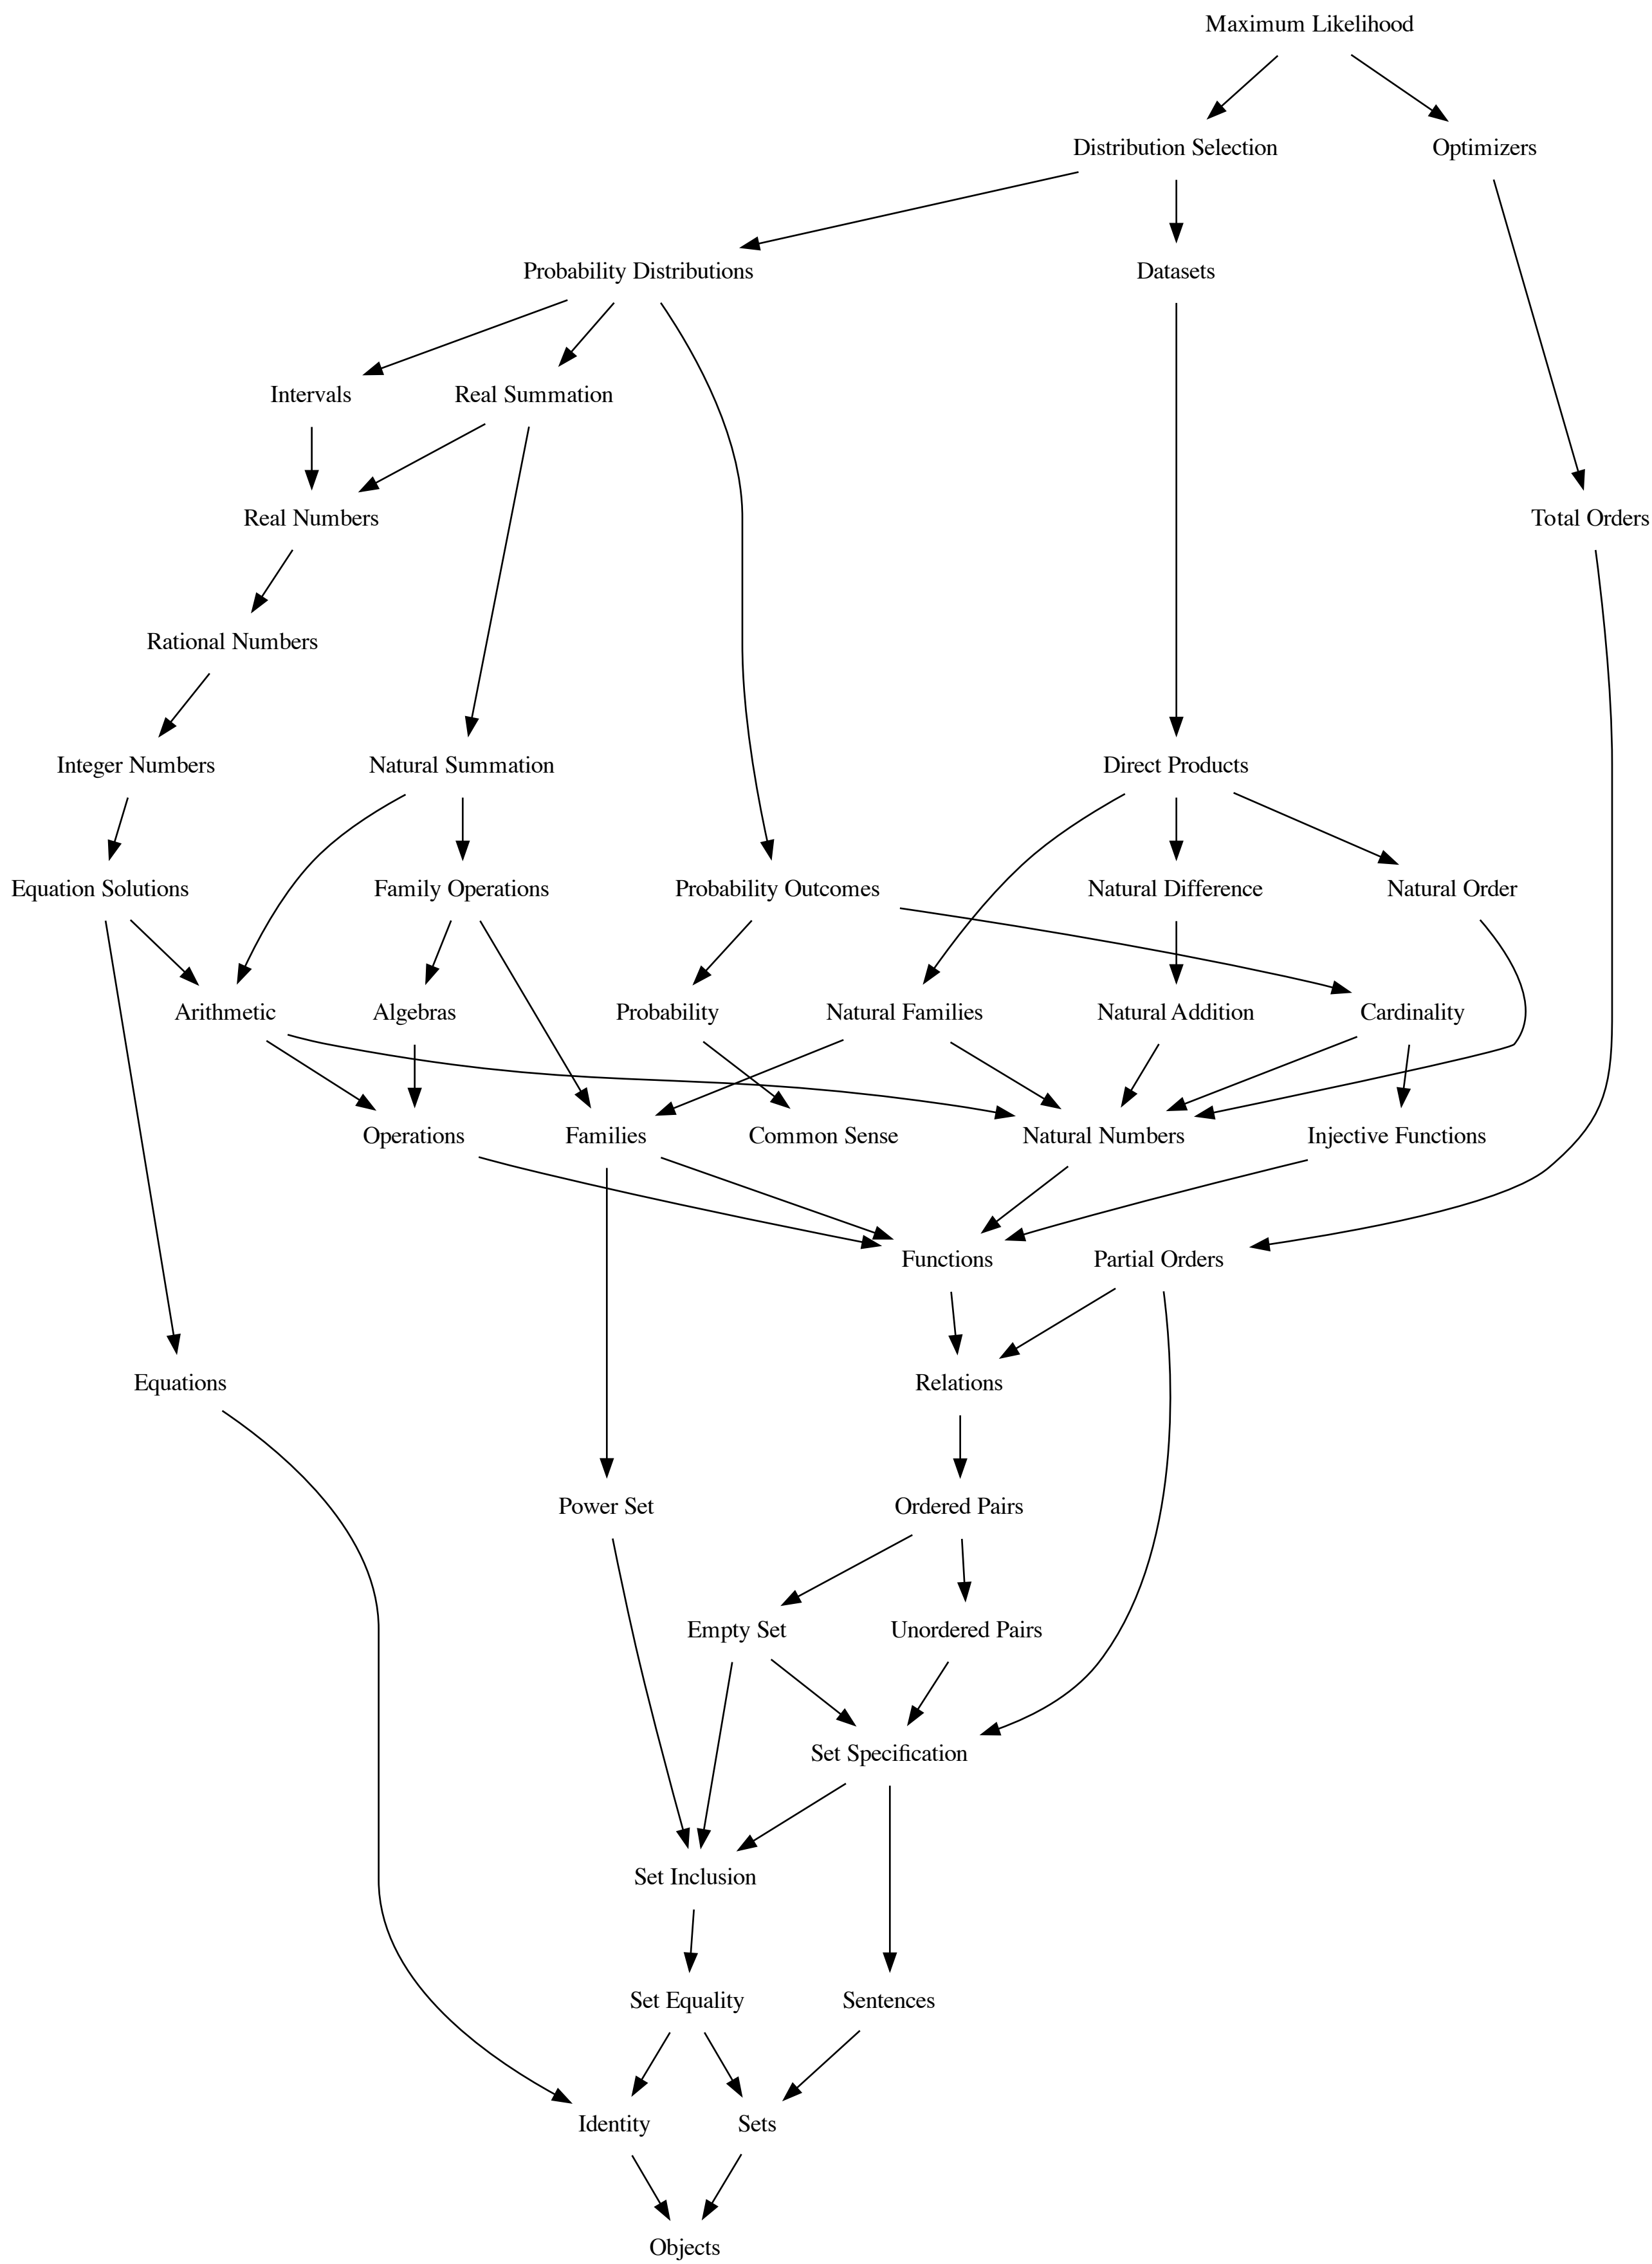 Maximum Likelihood
Distribution Selection
Optimizers
Probability Distributions
Datasets
Intervals
Real Summation
Real Numbers
Total Orders
Rational Numbers
Integer Numbers
Natural Summation
Direct Products
Equation Solutions
Family Operations
Probability Outcomes
Natural Difference
Natural Order
Arithmetic
Algebras
Probability
Natural Families
Natural Addition
Cardinality
Operations
Families
Common Sense
Natural Numbers
Injective Functions
Functions
Partial Orders
Equations
Relations
Power Set
Ordered Pairs
Empty Set
Unordered Pairs
Set Specification
Set Inclusion
Set Equality
Sentences
Identity
Sets
Objects